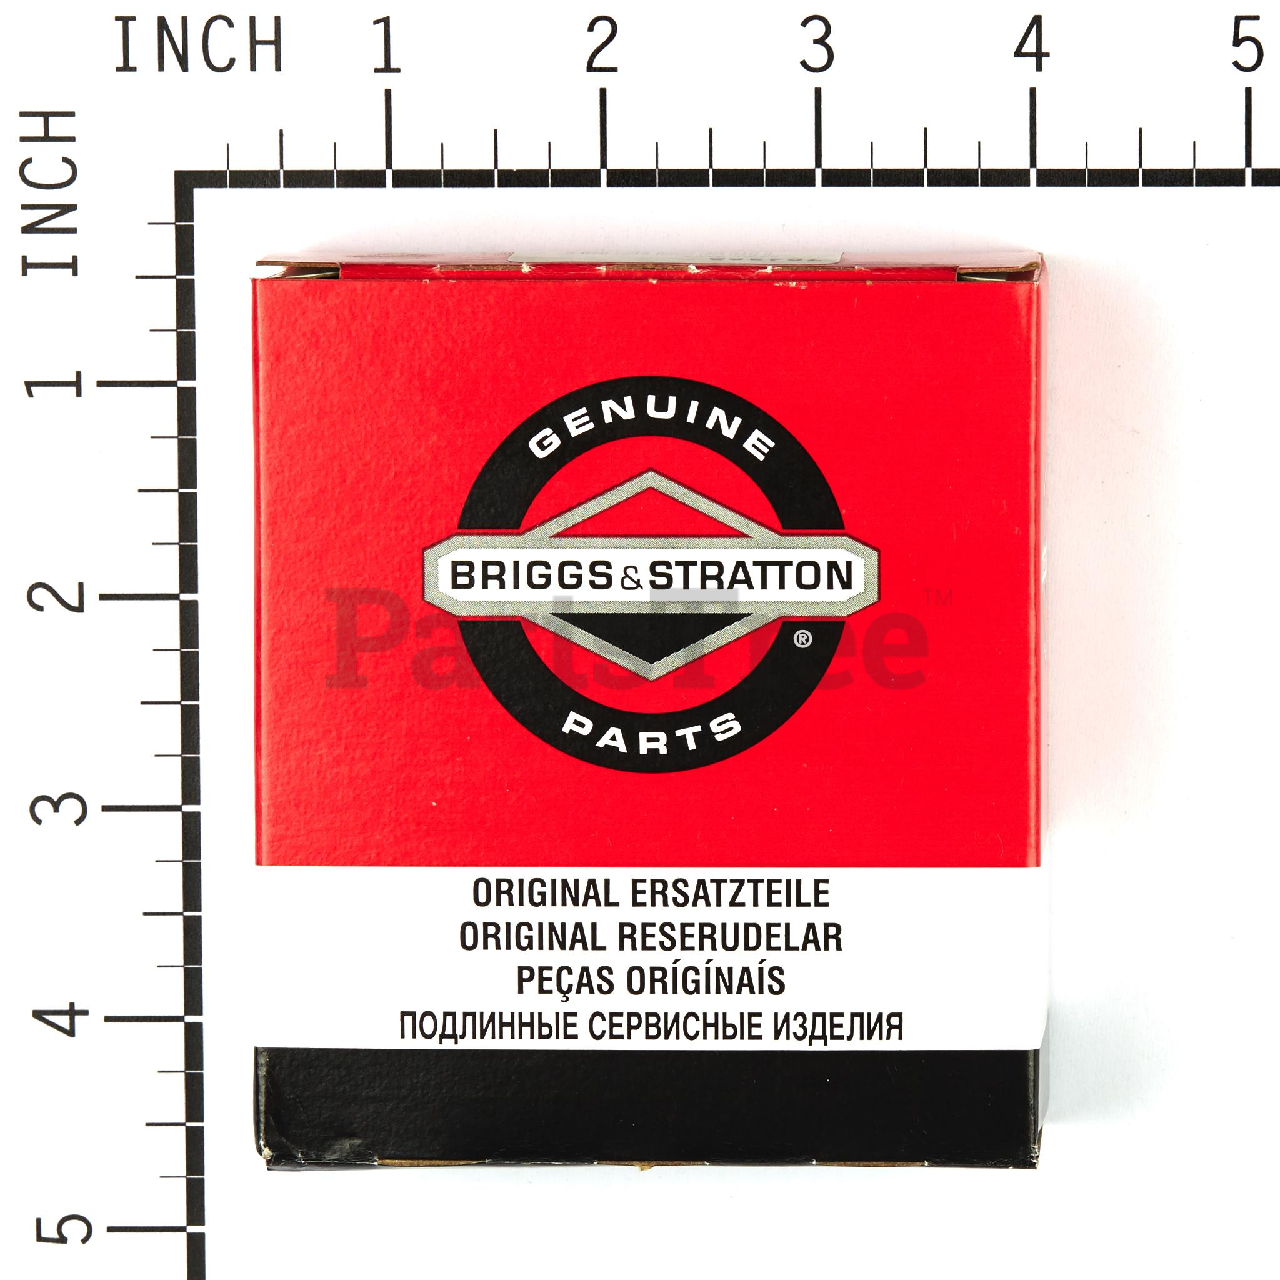 INCH 1 2 3 4 5
INCH
1
2
3
4
5
GENUINE
BRIGGS & STRATTON
PartsTree™
®
PARTS
ORIGINAL ERSATZTEILE
ORIGINAL RESERUDELAR
PEÇAS ORÍGÍNAÍS
ПОДЛИННЫЕ СЕРВИСНЫЕ ИЗДЕЛИЯ